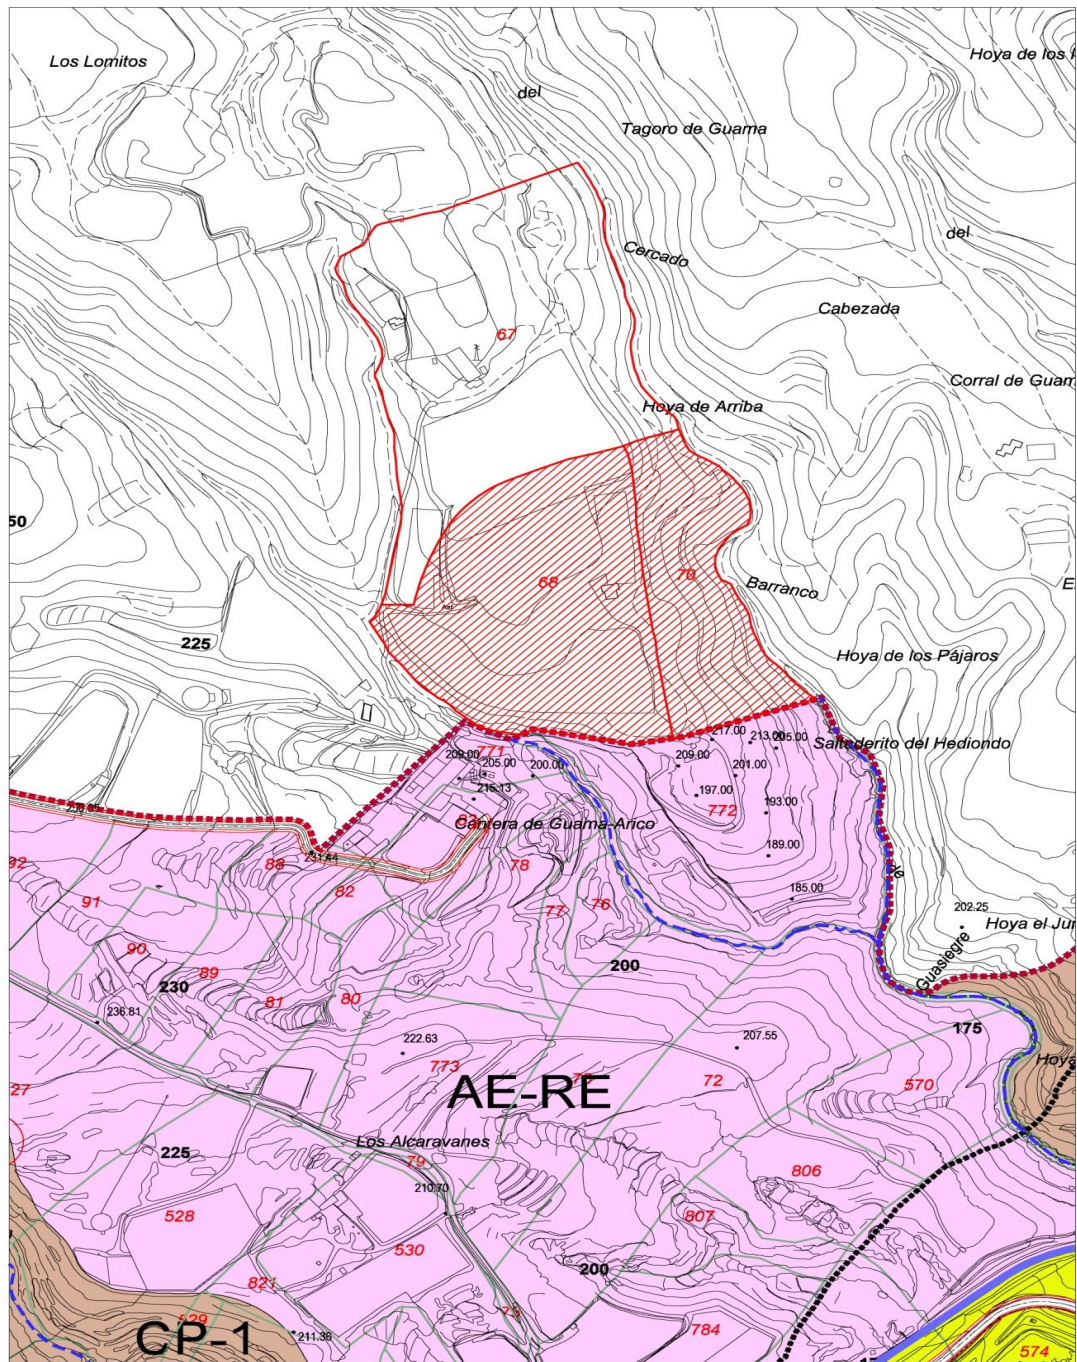 Los Lomitos
Hoya de los
del
Tagoro de Guama
del
Cercado
Cabezada
67
Corral de Guam
Hoya de Arriba
50
68
70
Barranco
E
225
Hoya de los Pájaros
217.00
213.00
205.00
Saltaderito del Hediondo
771
209.00
205.00
200.00
209.00
201.00
215.13
197.00
193.00
772
Cantera de Guama-Arico
231.44
189.00
92
88
82
78
185.00
de
91
77
76
202.25
Hoya el Jur
90
89
230
81
80
200
Guasiegre
236.81
175
222.63
207.55
Hoya
773
72
570
27
AE-RE
Los Alcaravanes
225
79
806
210.70
528
807
530
200
821
529
211.36
784
CP-1
574